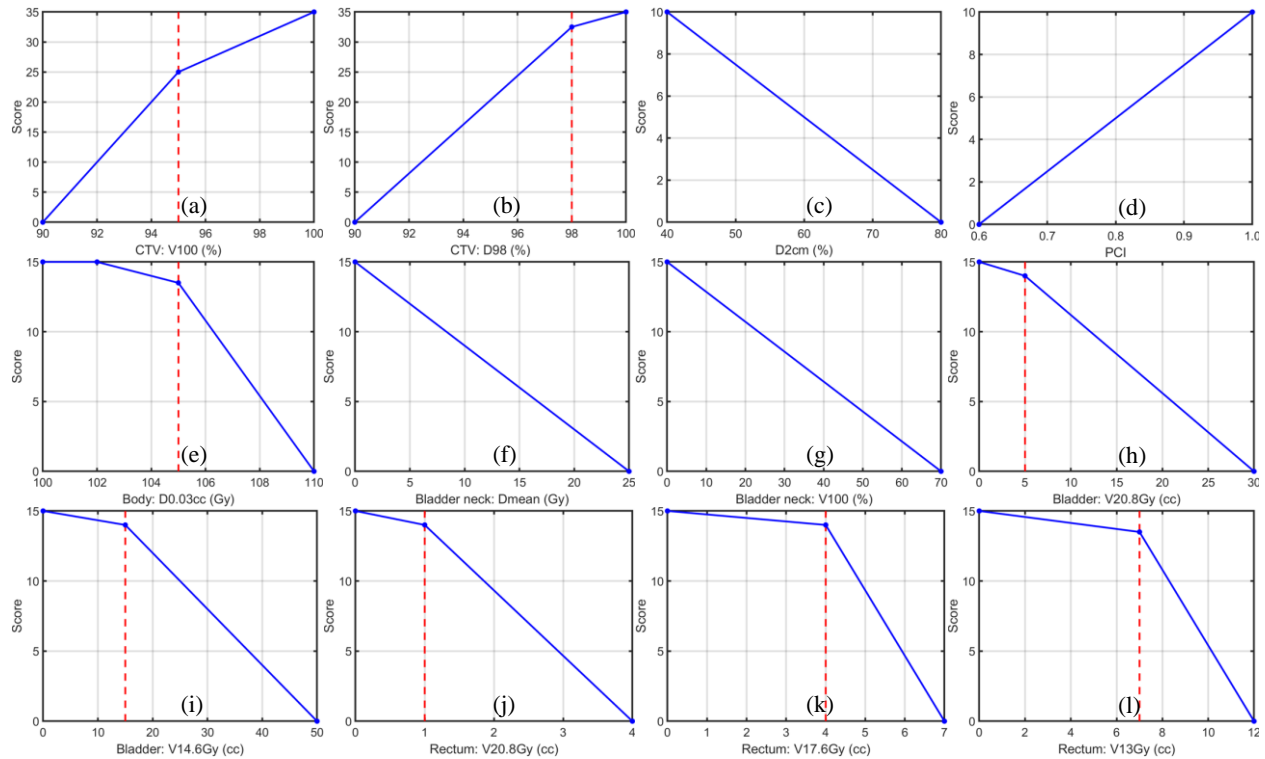 Score
35
30
25
20
15
10
5
0
90 92 94 96 98 100
(a)
CTV: V100 (%)
Score
35
30
25
20
15
10
5
0
90 92 94 96 98 100
(b)
CTV: D98 (%)
Score
10
8
6
4
2
0
40 50 60 70 80
(c)
D2cm (%)
Score
10
8
6
4
2
0
0.6 0.7 0.8 0.9 1.0
(d)
PCI
Score
15
10
5
0
100 102 104 106 108 110
(e)
Body: D0.03cc (Gy)
Score
15
10
5
0
0 5 10 15 20 25
(f)
Bladder neck: Dmean (Gy)
Score
15
10
5
0
0 10 20 30 40 50 60 70
(g)
Bladder neck: V100 (%)
Score
15
10
5
0
0 5 10 15 20 25 30
(h)
Bladder: V20.8Gy (cc)
Score
15
10
5
0
0 10 20 30 40 50
(i)
Bladder: V14.6Gy (cc)
Score
15
10
5
0
0 1 2 3 4
(j)
Rectum: V20.8Gy (cc)
Score
15
10
5
0
0 1 2 3 4 5 6 7
(k)
Rectum: V17.6Gy (cc)
Score
15
10
5
0
0 2 4 6 8 10 12
(l)
Rectum: V13Gy (cc)